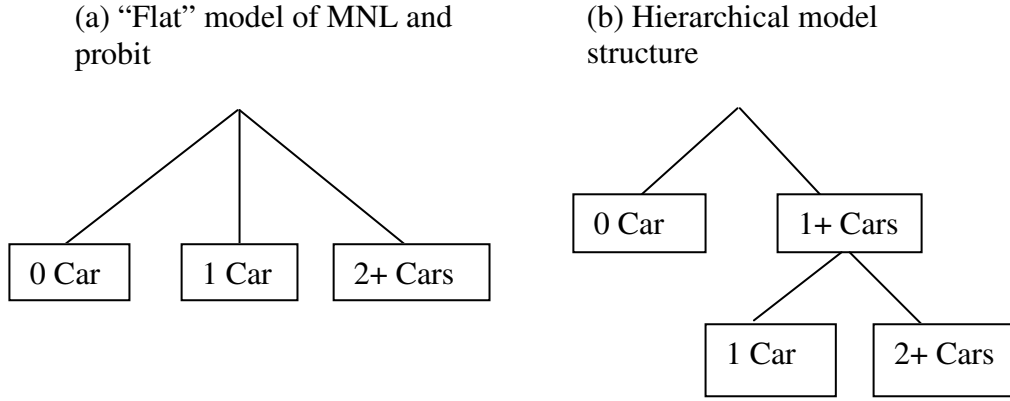 (a) “Flat” model of MNL and
probit
0 Car
1 Car
2+ Cars
(b) Hierarchical model
structure
0 Car
1+ Cars
1 Car
2+ Cars